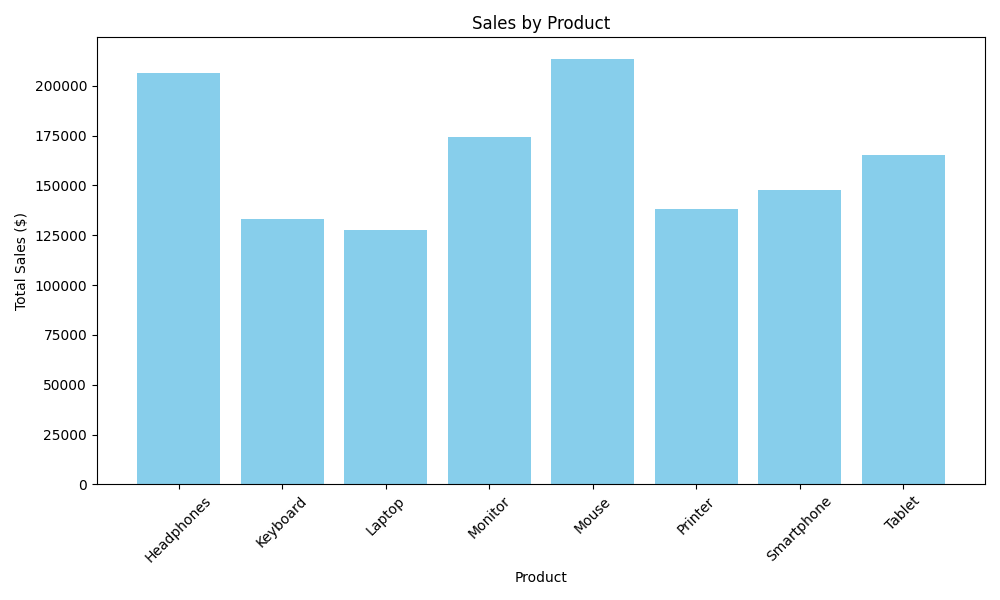 Sales by Product
Total Sales ($)
200000
175000
150000
125000
100000
75000
50000
25000
0
Headphones
Keyboard
Laptop
Monitor
Mouse
Printer
Smartphone
Tablet
Product